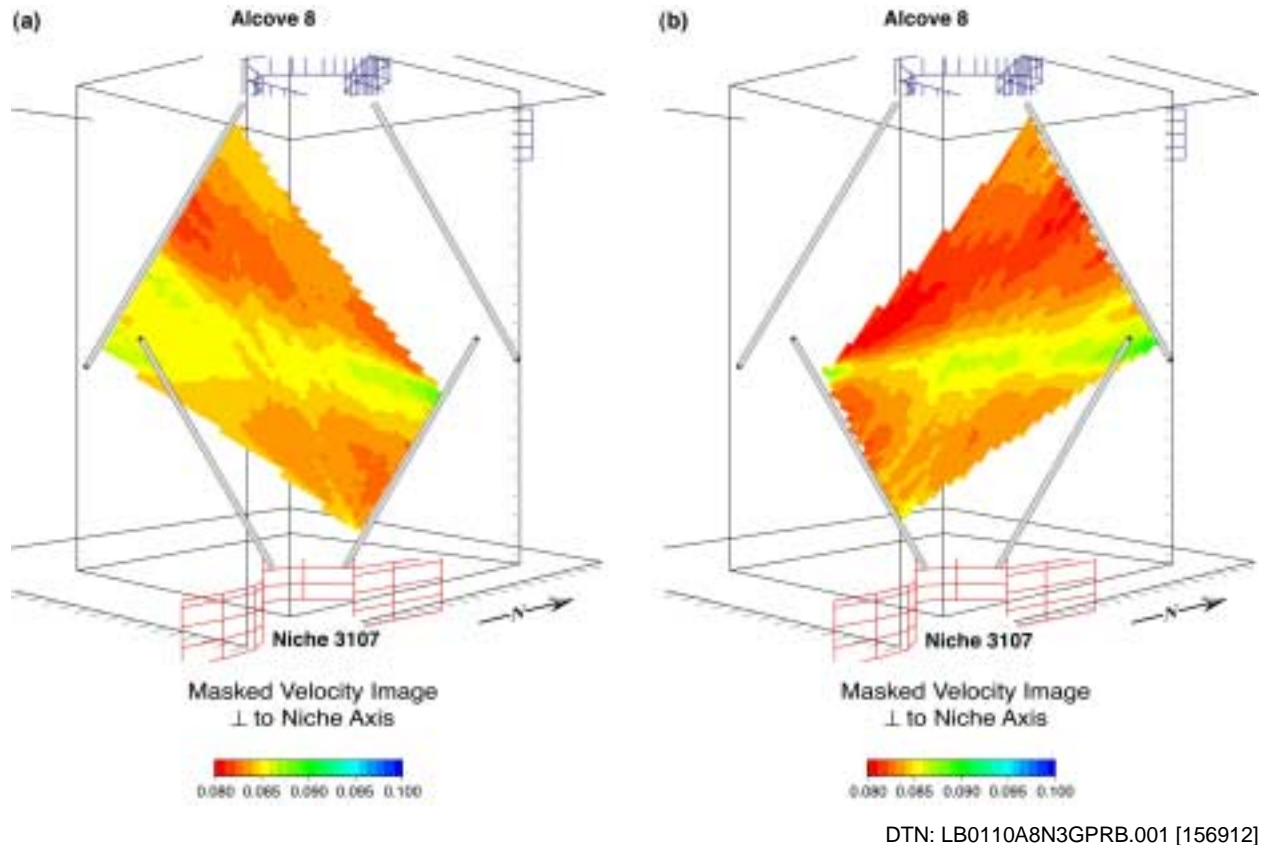 (a)
Alcove 8
Niche 3107
N
Masked Velocity Image
⊥ to Niche Axis
0.080 0.085 0.090 0.095 0.100
(b)
Alcove 8
Niche 3107
N
Masked Velocity Image
⊥ to Niche Axis
0.080 0.085 0.090 0.095 0.100
DTN: LB0110A8N3GPRB.001 [156912]